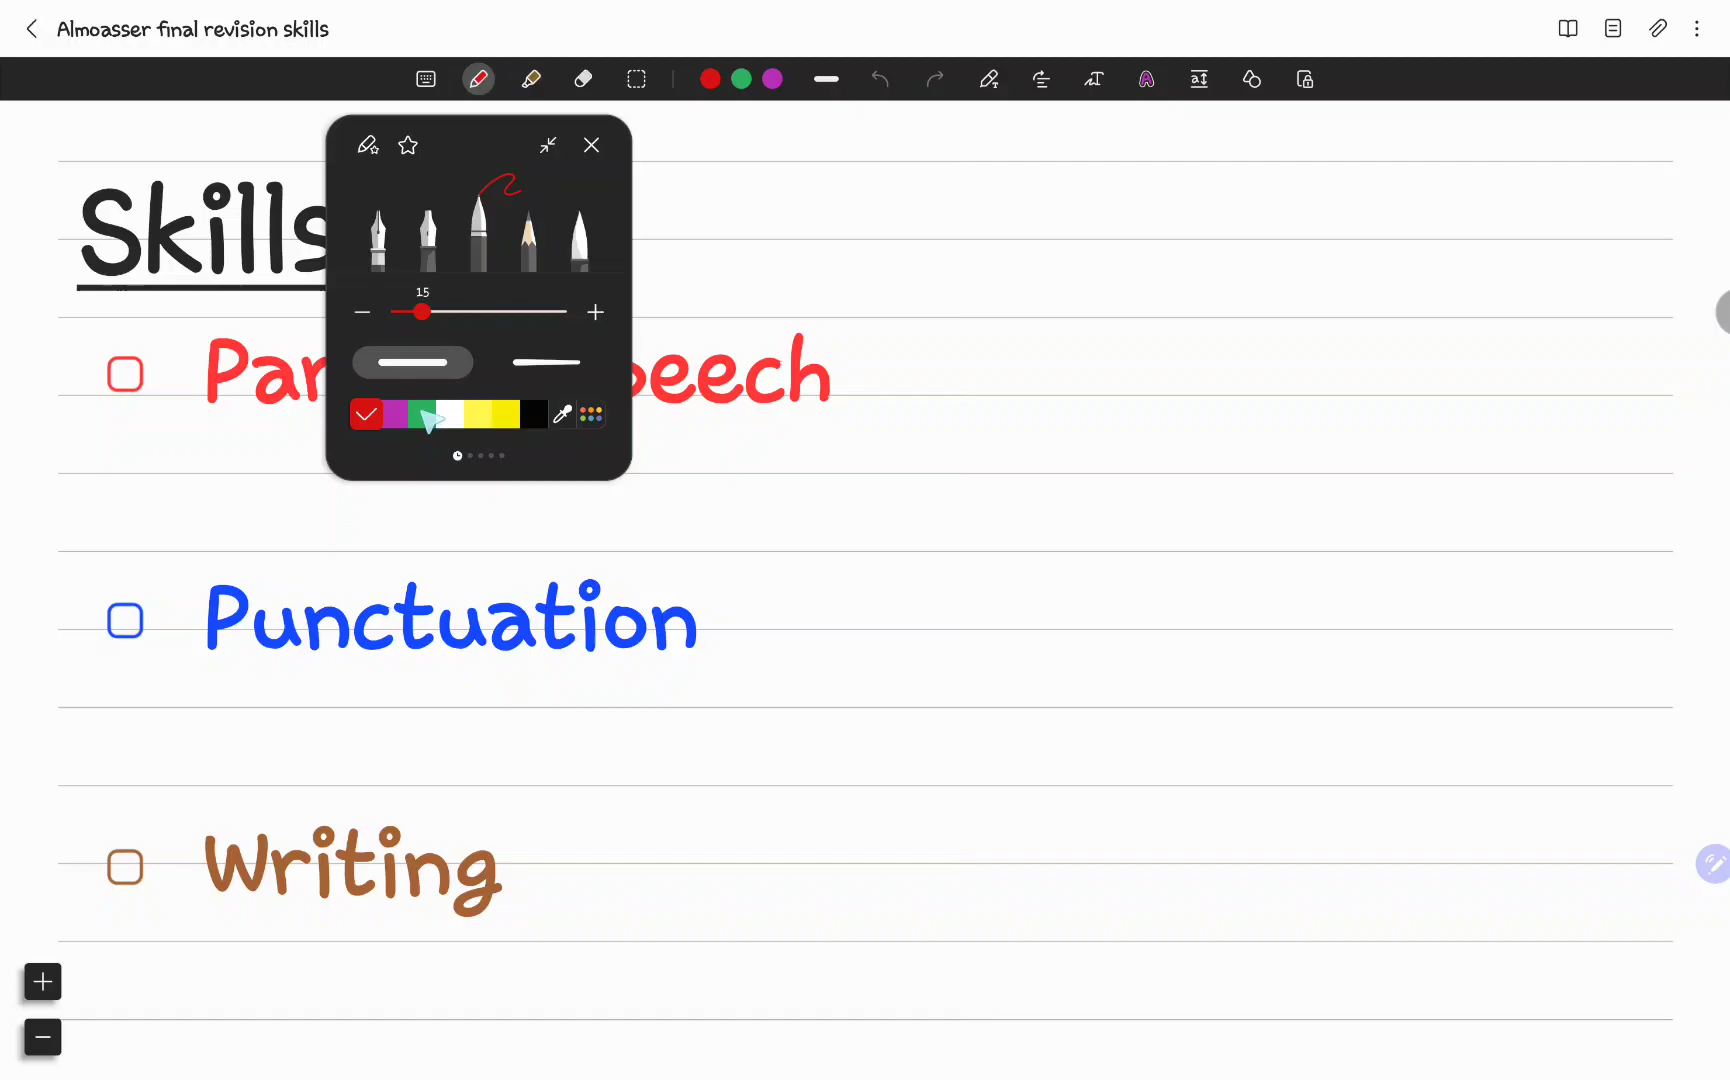 Almoasser final revision skills
Skills
15
Par eech
Punctuation
Writing